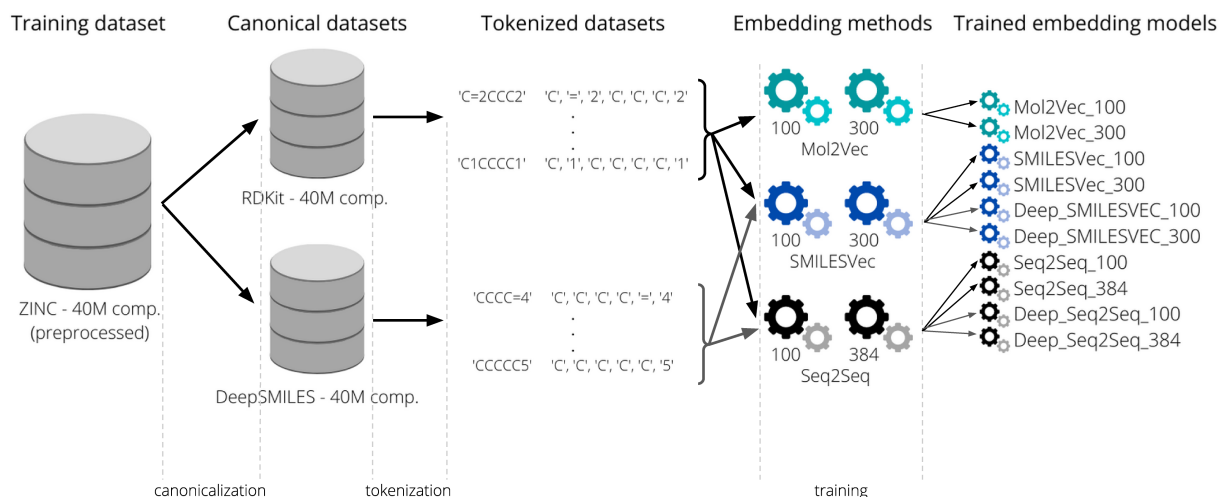 Training dataset
Canonical datasets
Tokenized datasets
Embedding methods
Trained embedding models
ZINC - 40M comp.
(preprocessed)
RDKit - 40M comp.
DeepSMILES - 40M comp.
'C=2CCC2' 'C, '=', '2', 'C, 'C, 'C, '2'
'C1CCCC1' 'C, '1', 'C, 'C, 'C, 'C, '1'
'CCCC=4' 'C, 'C, 'C, 'C, '=', '4'
'CCCCC5' 'C, 'C, 'C, 'C, 'C, '5'
100 300
Mol2Vec
100 300
SMILESVec
100 384
Seq2Seq
Mol2Vec_100
Mol2Vec_300
SMILESVec_100
SMILESVec_300
Deep_SMILESVEC_100
Deep_SMILESVEC_300
Seq2Seq_100
Seq2Seq_384
Deep_Seq2Seq_100
Deep_Seq2Seq_384
canonicalization
tokenization
training